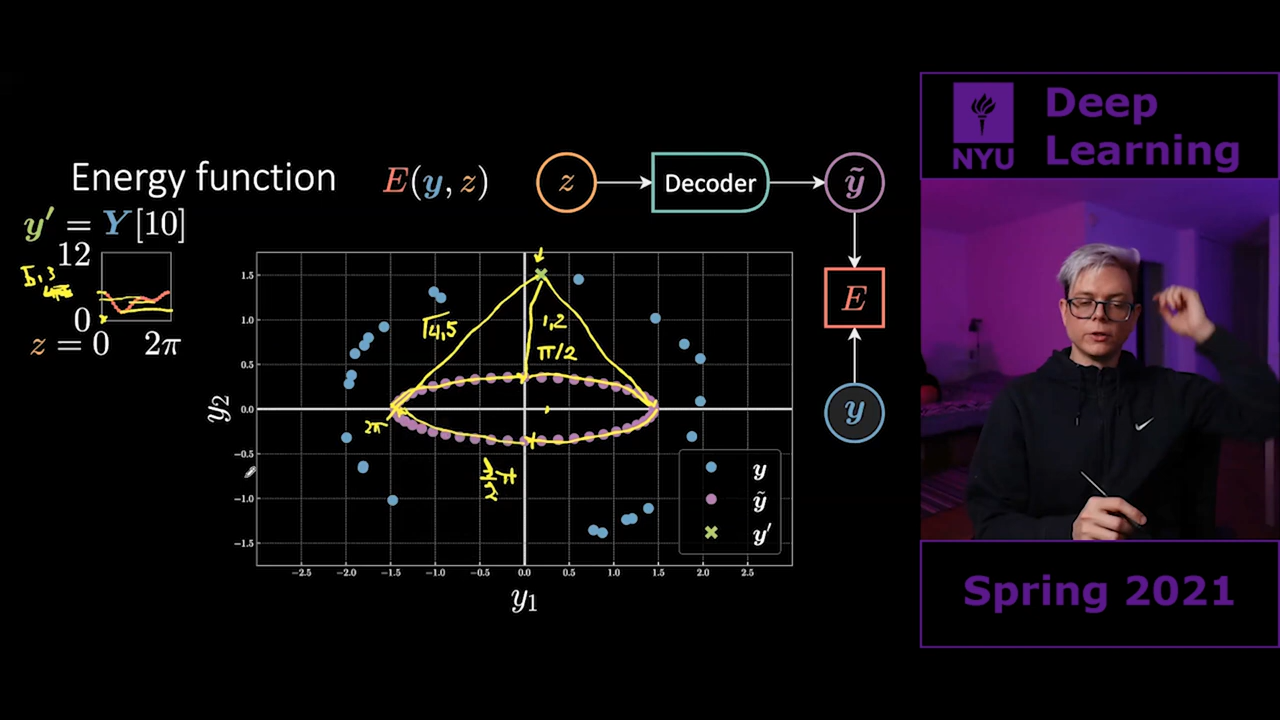 Energy function
E(y, z)
z
Decoder
ỹ
y′ = Y[10]
12
0
z = 0
2π
E
y
1.5
1.0
0.5
0.0
−0.5
−1.0
−1.5
y₂
−2.5 −2.0 −1.5 −1.0 −0.5 0.0 0.5 1.0 1.5 2.0 2.5
y₁
√4,5
1,2
π/2
2π
3/2 π
y
ỹ
y′
NYU
Deep
Learning
Spring 2021